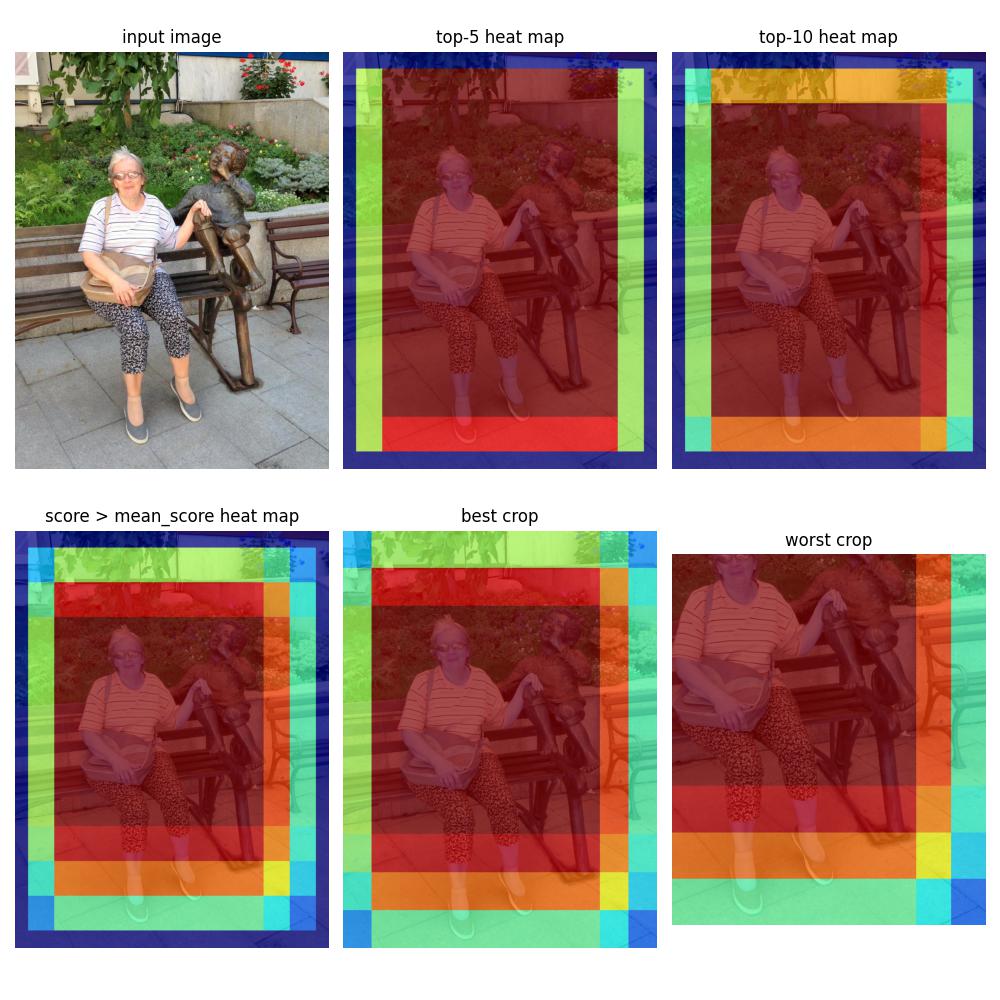 input image
top-5 heat map
top-10 heat map
score > mean_score heat map
best crop
worst crop